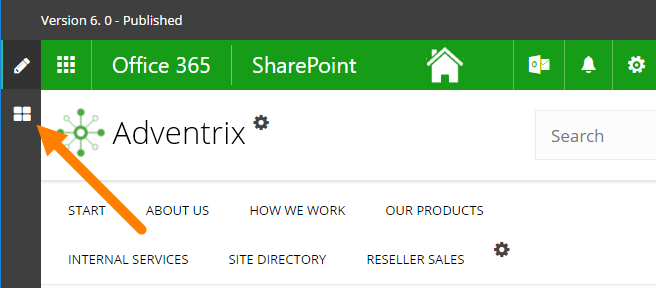 Version 6. 0 - Published
Office 365 SharePoint
Adventrix Search
START ABOUT US HOW WE WORK OUR PRODUCTS
INTERNAL SERVICES SITE DIRECTORY RESELLER SALES